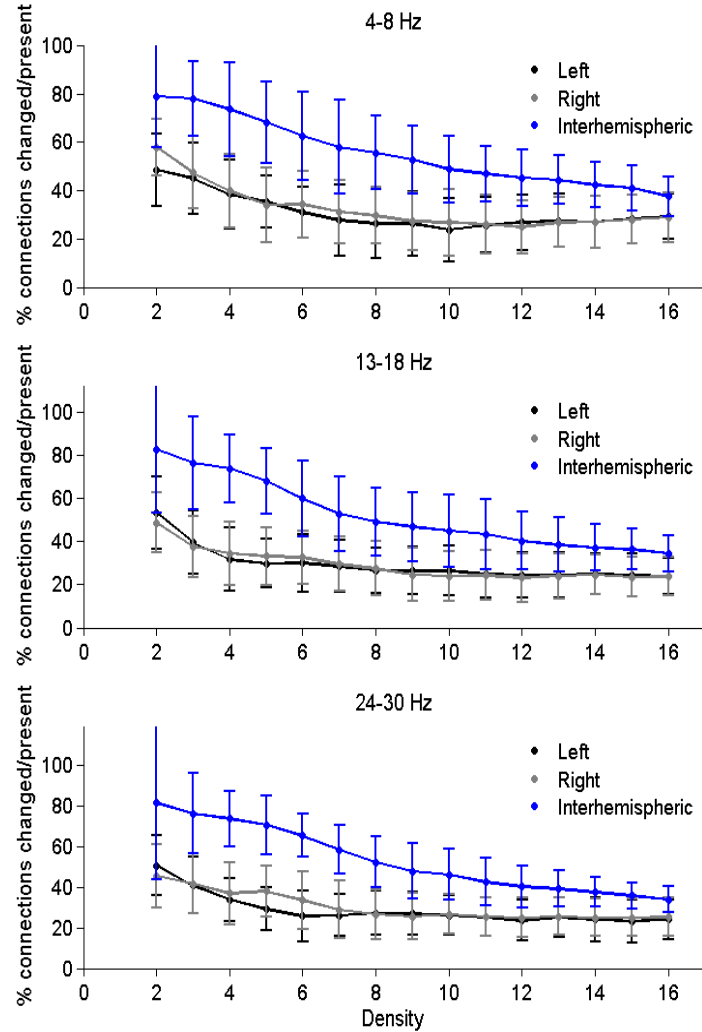 4-8 Hz
% connections changed/present
100
80
60
40
20
0
Left
Right
Interhemispheric
0 2 4 6 8 10 12 14 16
13-18 Hz
% connections changed/present
100
80
60
40
20
0
Left
Right
Interhemispheric
0 2 4 6 8 10 12 14 16
24-30 Hz
% connections changed/present
100
80
60
40
20
0
Left
Right
Interhemispheric
0 2 4 6 8 10 12 14 16
Density